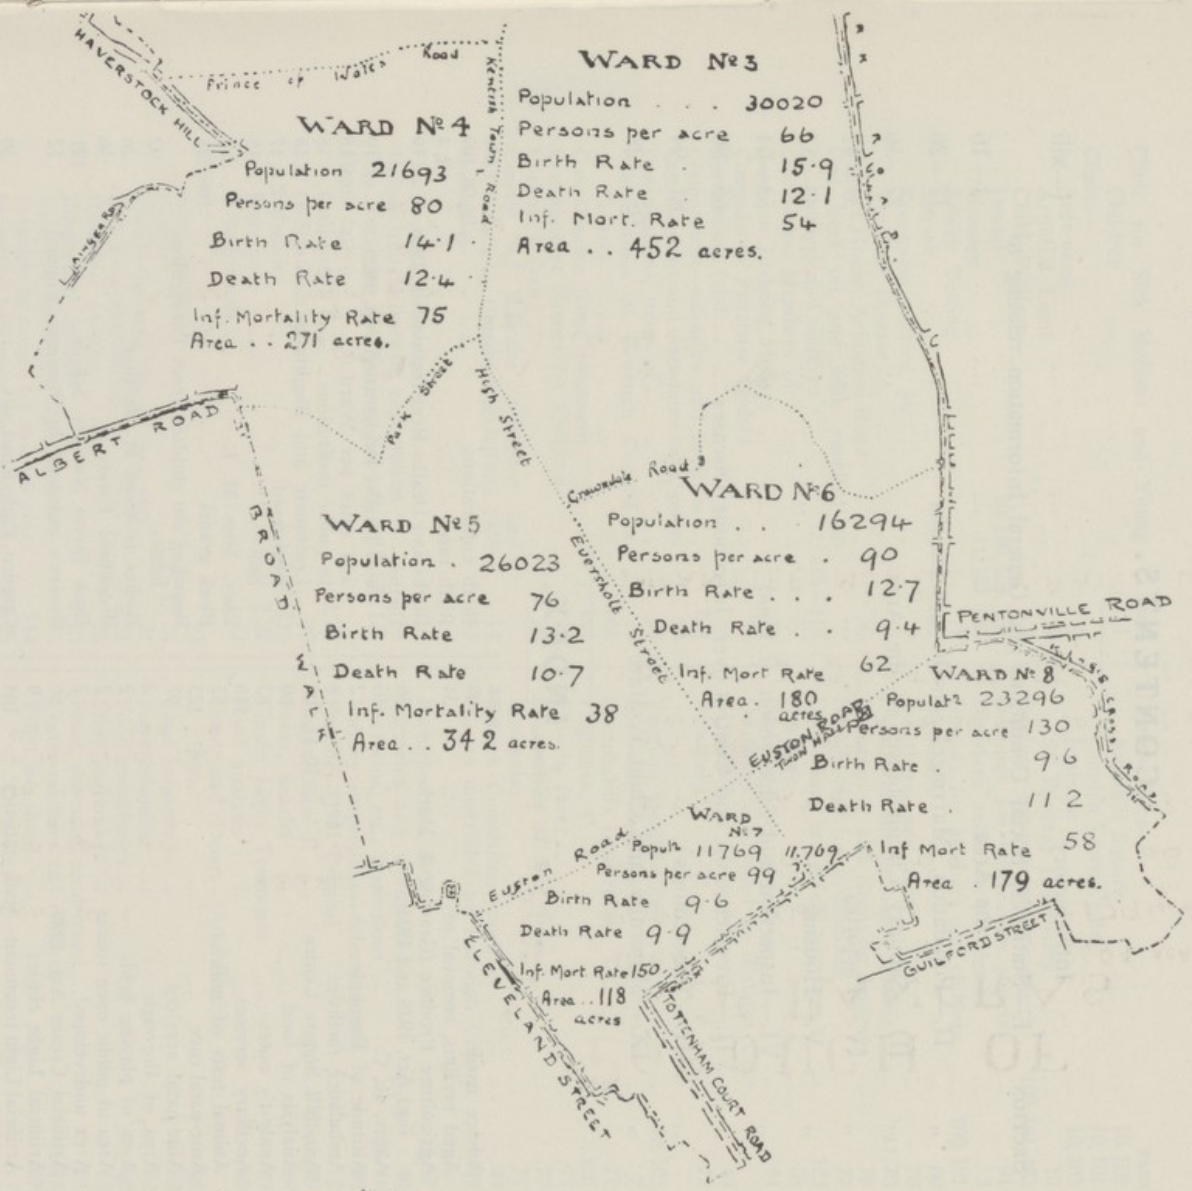 HAVERSTOCK HILL
Prince of Wales Road
Kentish Town Road
WARD No 3
Population . . . 30020
Persons per acre 66
Birth Rate . 15·9
Death Rate . 12·1
Inf. Mort. Rate 54
Area . . 452 acres.
WARD No 4
Population 21693
Persons per acre 80
Birth Rate 14·1
Death Rate 12·4
Inf. Mortality Rate 75
Area . . 271 acres.
ALBERT ROAD
Park Street
High Street
Crowndale Road
BROAD WALK
Eversholt Street
WARD No 5
Population . 26023
Persons per acre 76
Birth Rate 13·2
Death Rate 10·7
Inf. Mortality Rate 38
Area . . 342 acres.
WARD No 6
Population . . 16294
Persons per acre . 90
Birth Rate . . . 12·7
Death Rate . . 9·4
Inf. Mort Rate 62
Area . 180
acres
PENTONVILLE ROAD
KING'S CROSS ROAD
EUSTON ROAD
TOWN HALL
WARD No 8
Populatn 23296
Persons per acre 130
Birth Rate . 9·6
Death Rate . 11 2
Inf Mort Rate 58
Area . 179 acres.
Euston Road
WARD
No 7
Populn 11769 11,769
Persons per acre 99
Birth Rate 9·6
Death Rate 9·9
Inf. Mort Rate 150
Area . . 118
acres
CLEVELAND STREET
TOTTENHAM COURT ROAD
GUILFORD STREET